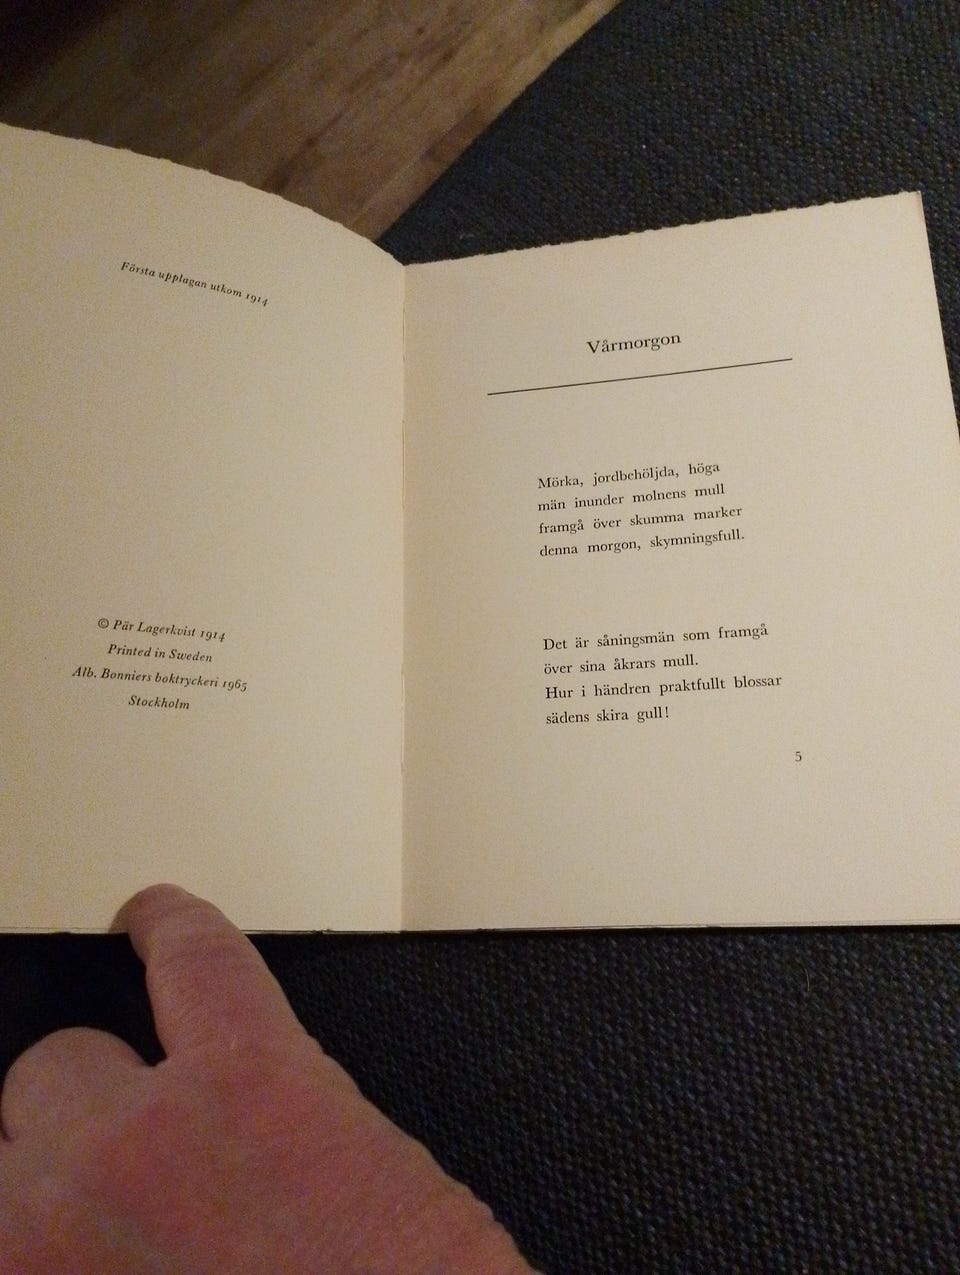 Första upplagan utkom 1914
© Pär Lagerkvist 1914
Printed in Sweden
Alb. Bonniers boktryckeri 1965
Stockholm
Vårmorgon
Mörka, jordbehöljda, höga
män inunder molnens mull
framgå över skumma marker
denna morgon, skymningsfull.
Det är såningsmän som framgå
över sina åkrars mull.
Hur i händren praktfullt blossar
sädens skira gull!
5